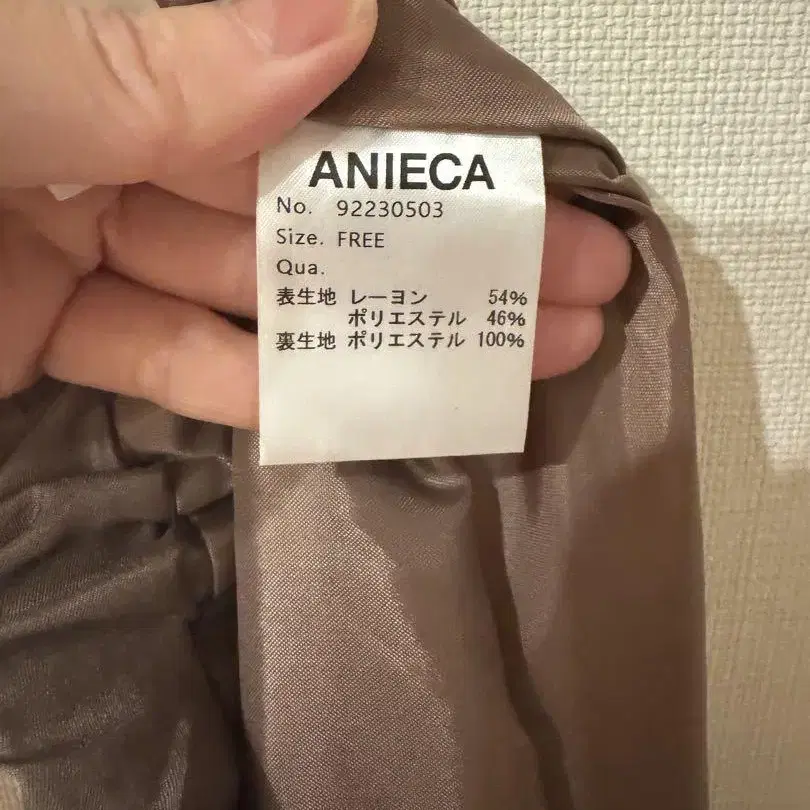 ANIECA
No. 92230503
Size. FREE
Qua.
表生地 レーヨン 54%
ポリエステル 46%
裏生地 ポリエステル 100%